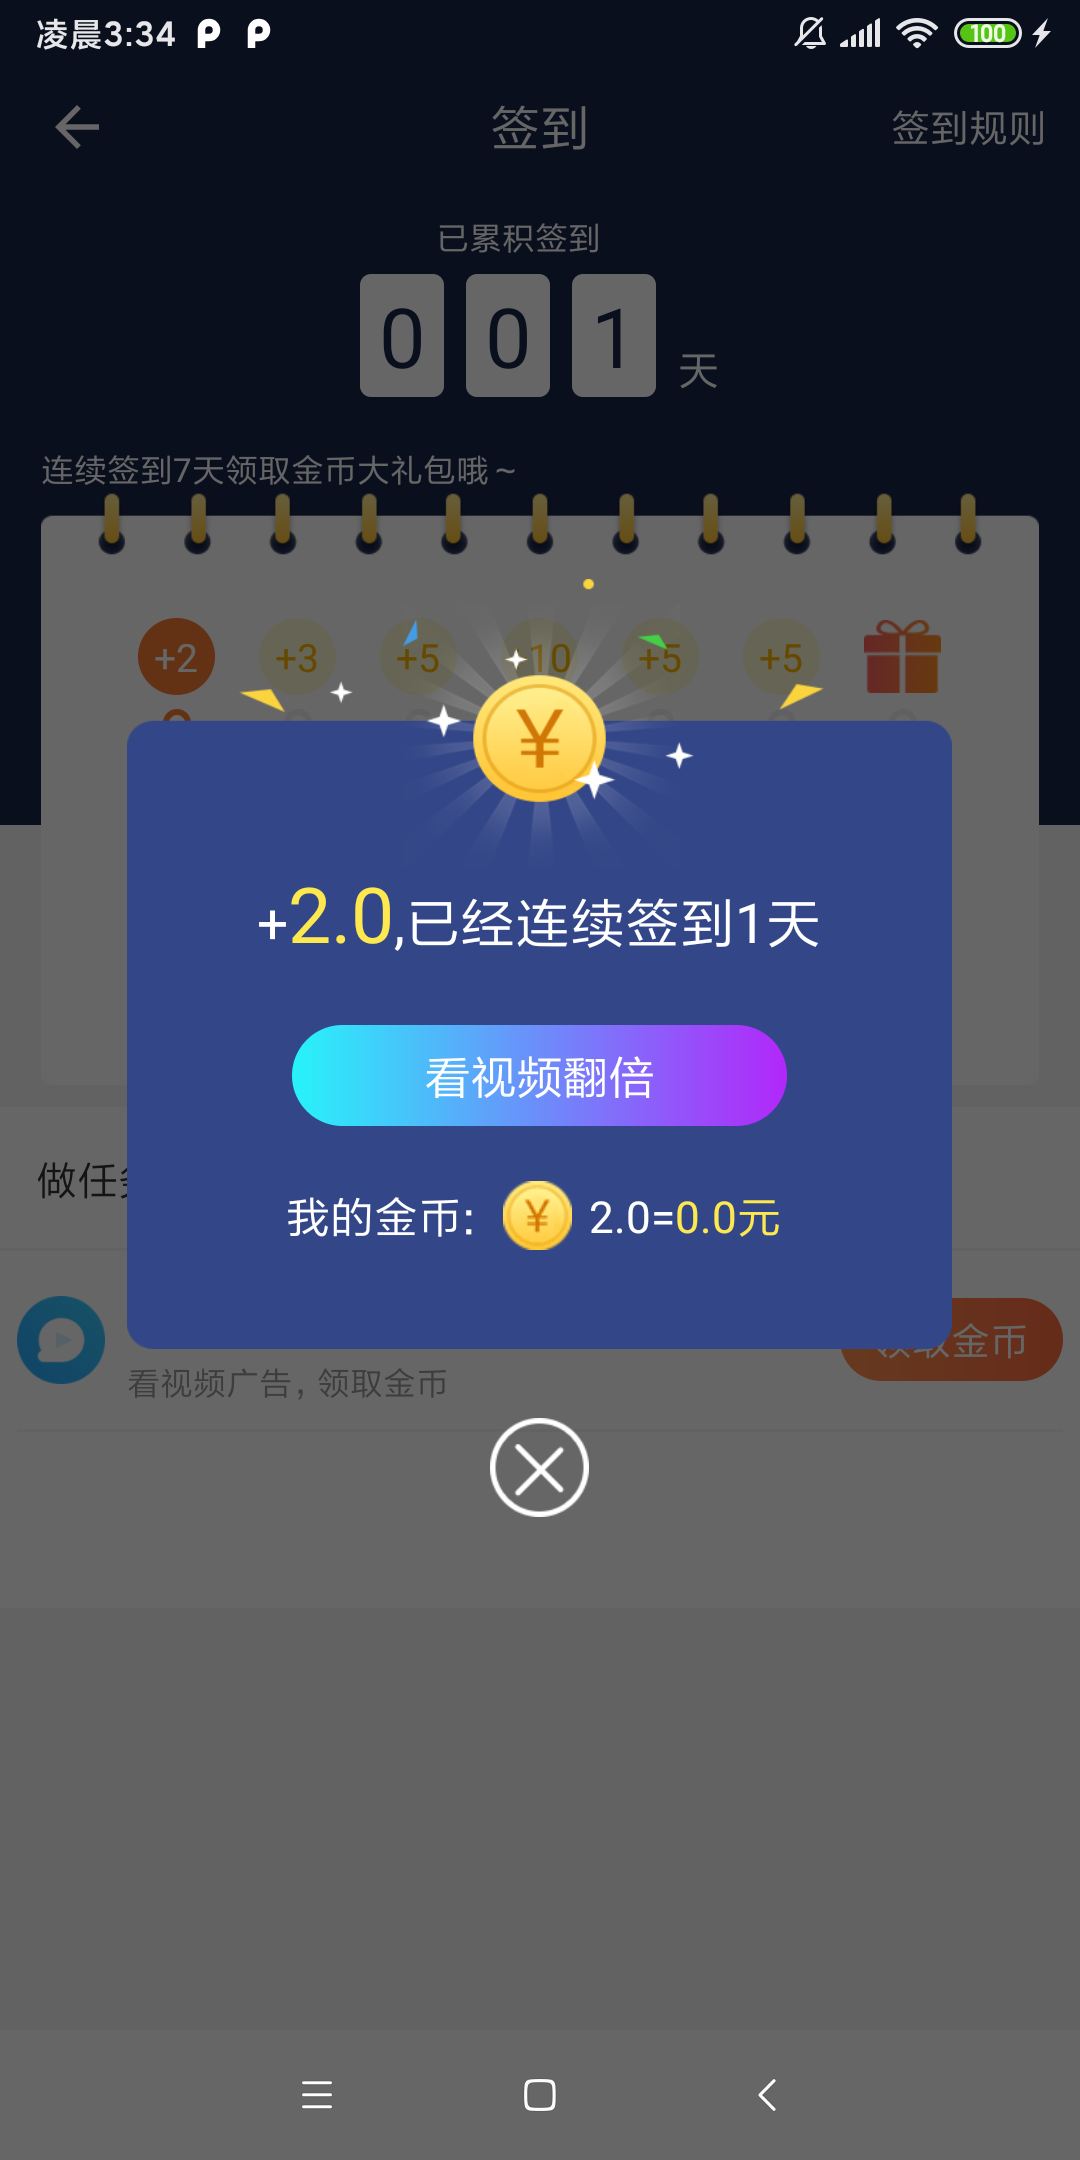 凌晨3:34
100
签到
签到规则
已累积签到
0 0 1 天
连续签到7天领取金币大礼包哦~
+2 +3 +5 10 +5 +5
¥
+2.0,已经连续签到1天
看视频翻倍
我的金币: ¥ 2.0=0.0元
做任
领取金币
看视频广告，领取金币